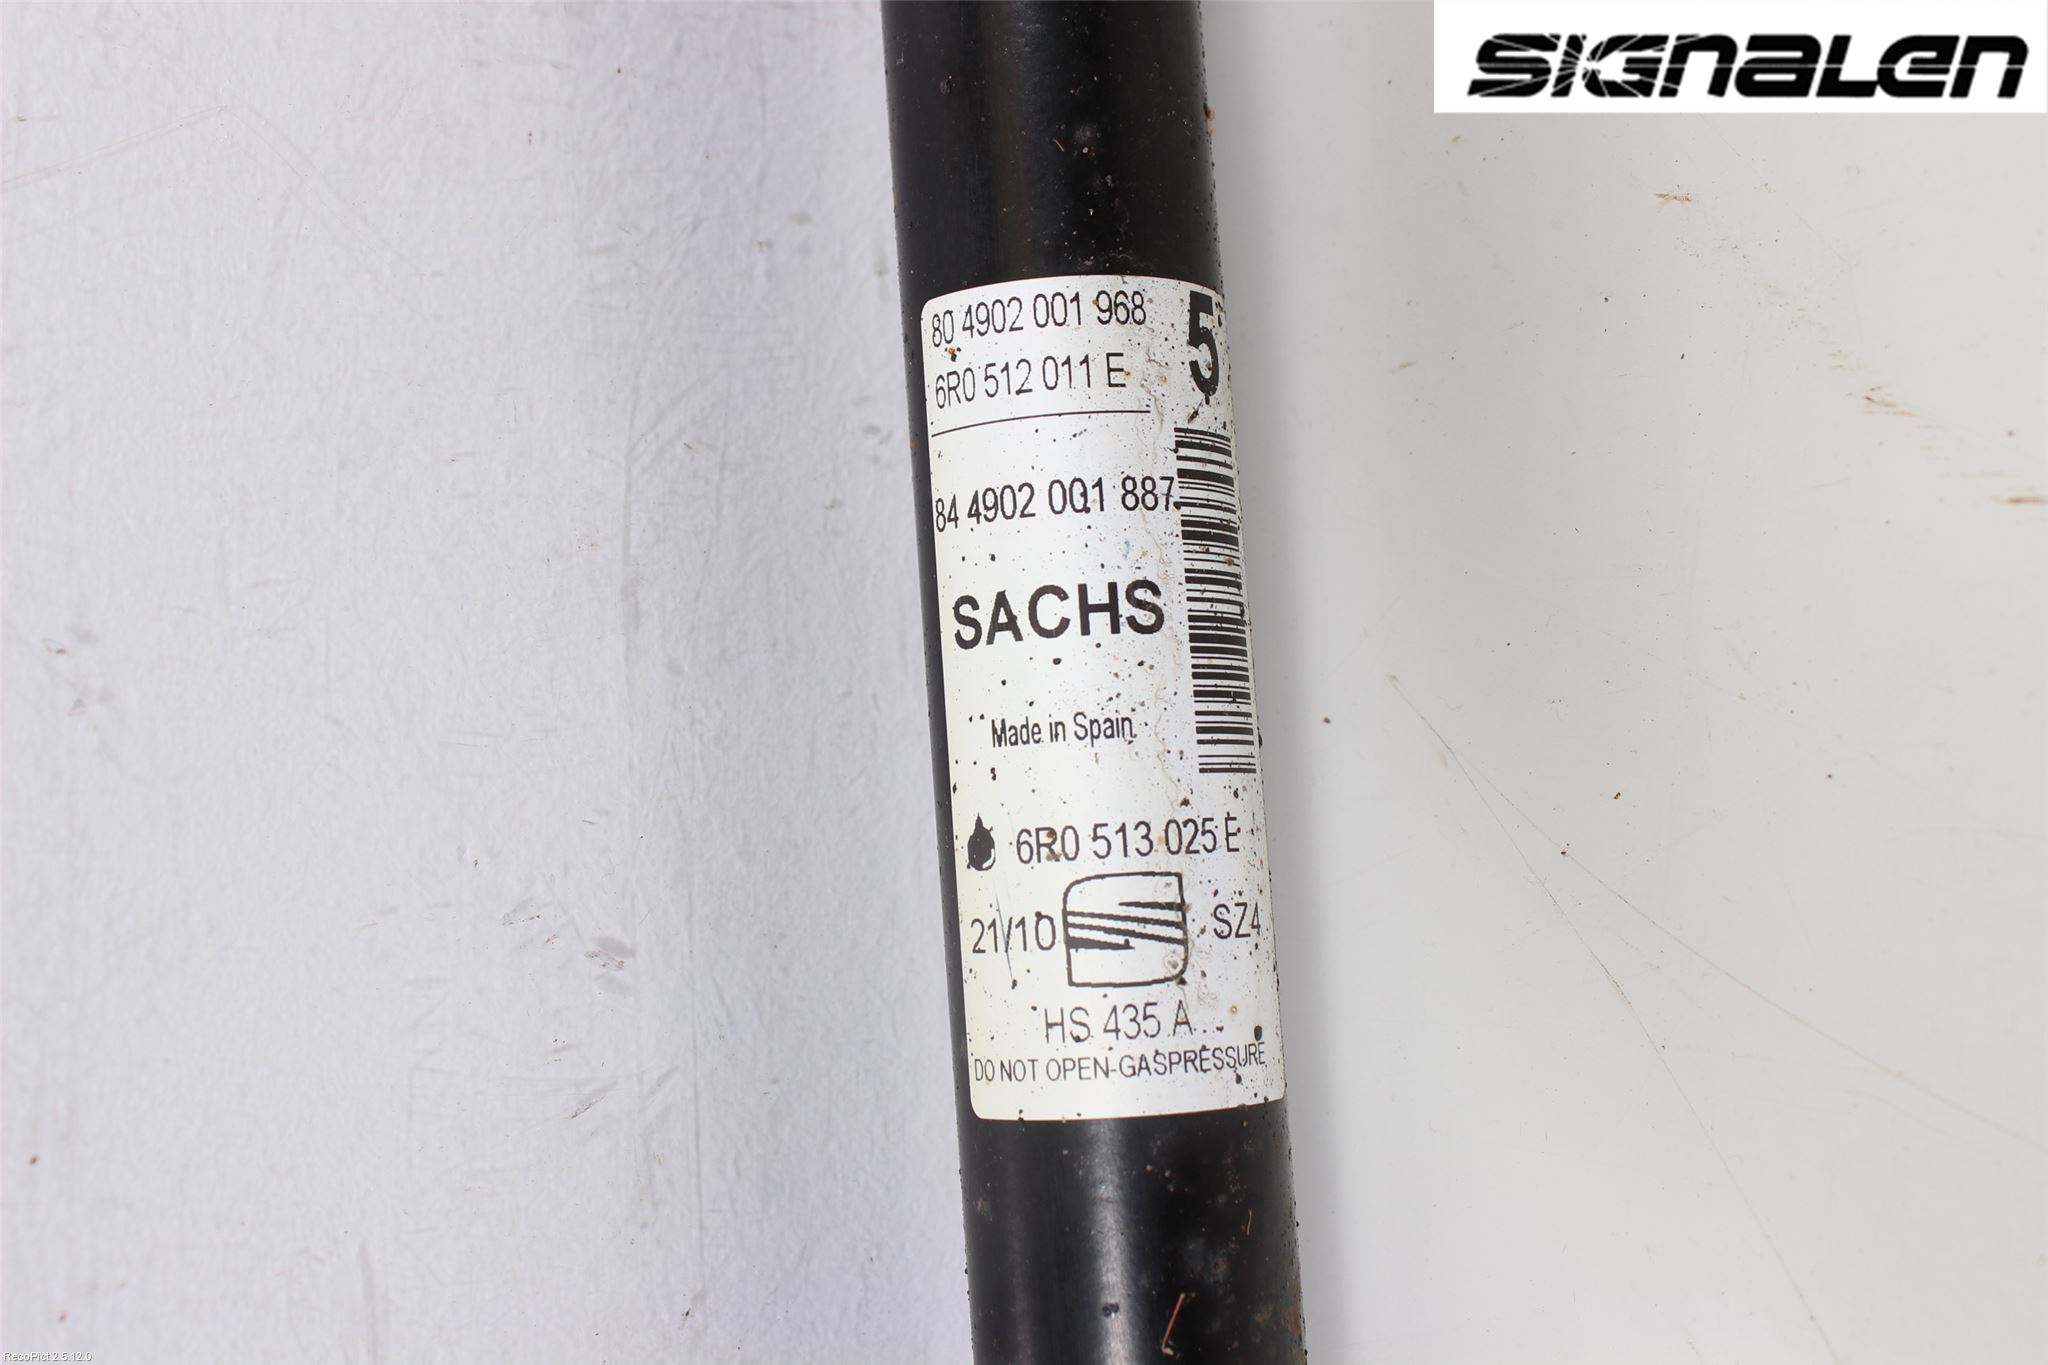 SIGNALEN
80 4902 001 968
5
6R0 512 011 E
84 4902 001 887
SACHS
Made in Spain
6R0 513 025 E
21/10
SZ4
HS 435 A
DO NOT OPEN-GASPRESSURE
RecoPict 2.5.12.0